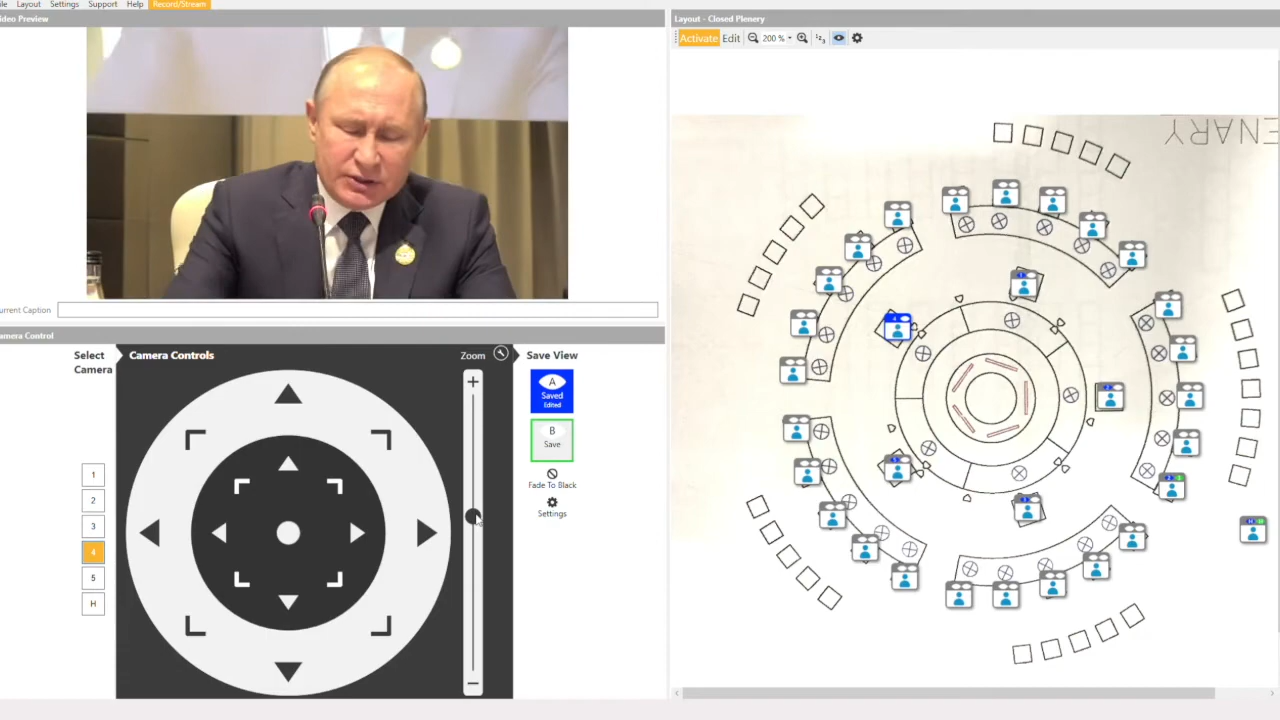 Layout Settings Support Help Record/Stream
ideo Preview
Layout - Closed Plenery
Activate Edit 200 %
ENARY
urrent Caption
amera Control
Select
Camera
Camera Controls
Zoom
Save View
A
Saved
Edited
B
Save
Fade To Black
Settings
1
2
3
4
5
H